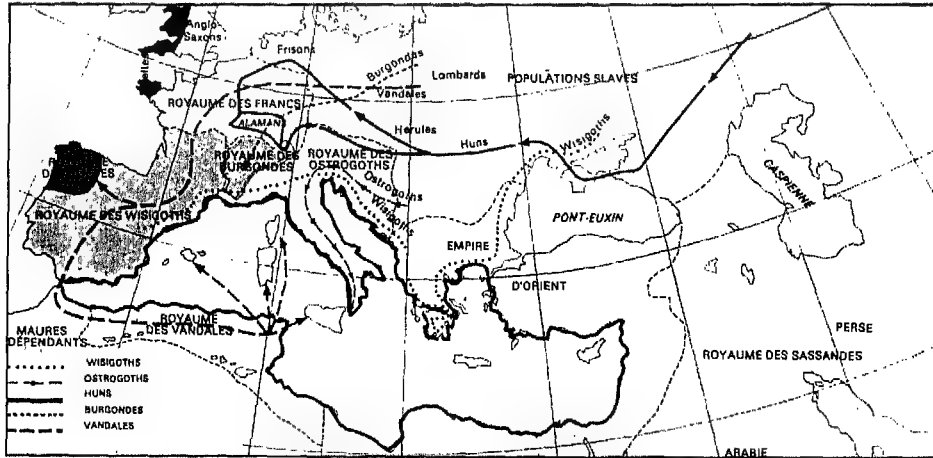 Anglo-
Saxons
Frisons
Burgondes
Lombards
Vandales
POPULATIONS SLAVES
ROYAUME DES FRANCS
ALAMANS
Hérules
Huns
Wisigoths
ROYAUME DES
BURGONDES
ROYAUME DES
OSTROGOTHS
Ostrogoths
Wisigoths
ROYAUME DES WISIGOTHS
PONT-EUXIN
CASPIENNE
EMPIRE
D'ORIENT
ROYAUME
DES VANDALES
MAURES
DÉPENDANTS
PERSE
ROYAUME DES SASSANDES
WISIGOTHS
OSTROGOTHS
HUNS
BURGONDES
VANDALES
ARABIE